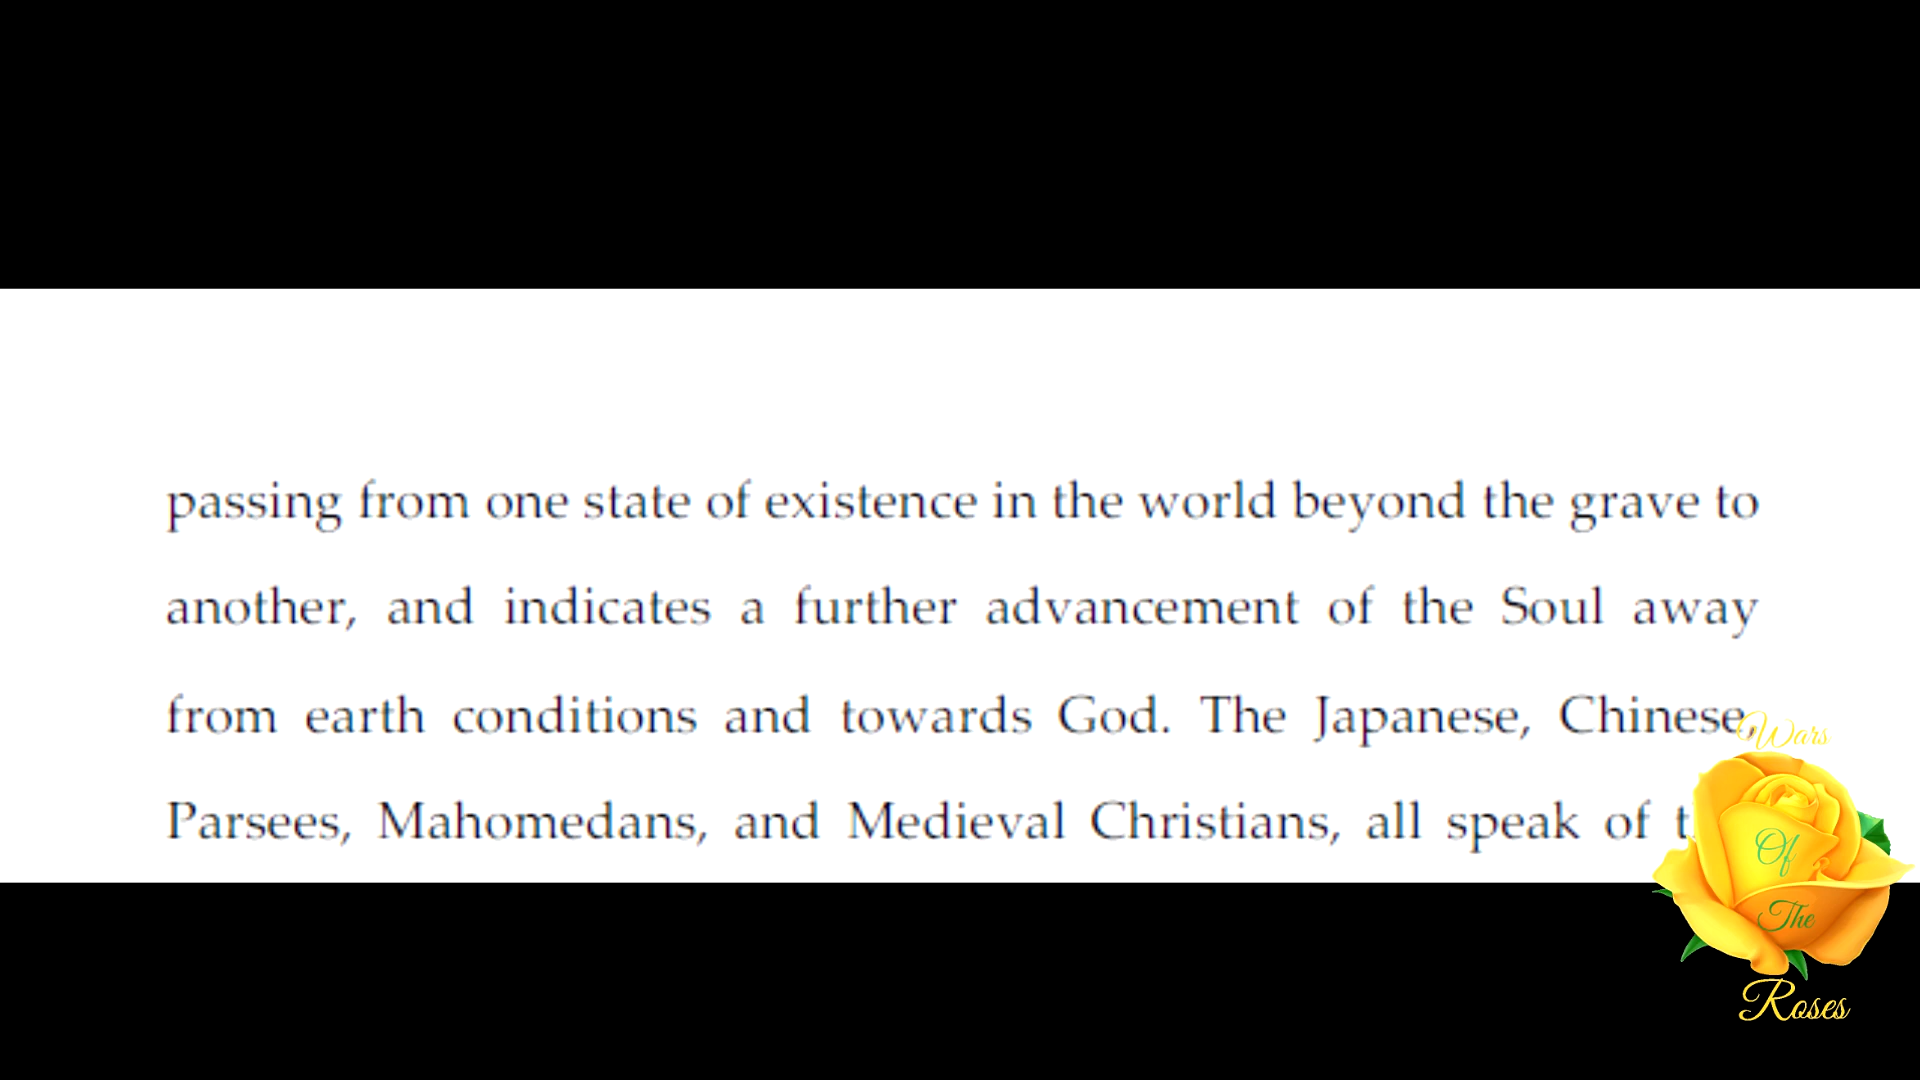 passing from one state of existence in the world beyond the grave to
another, and indicates a further advancement of the Soul away
from earth conditions and towards God. The Japanese, Chinese,
Parsees, Mahomedans, and Medieval Christians, all speak of
Wars
Of
The
Roses